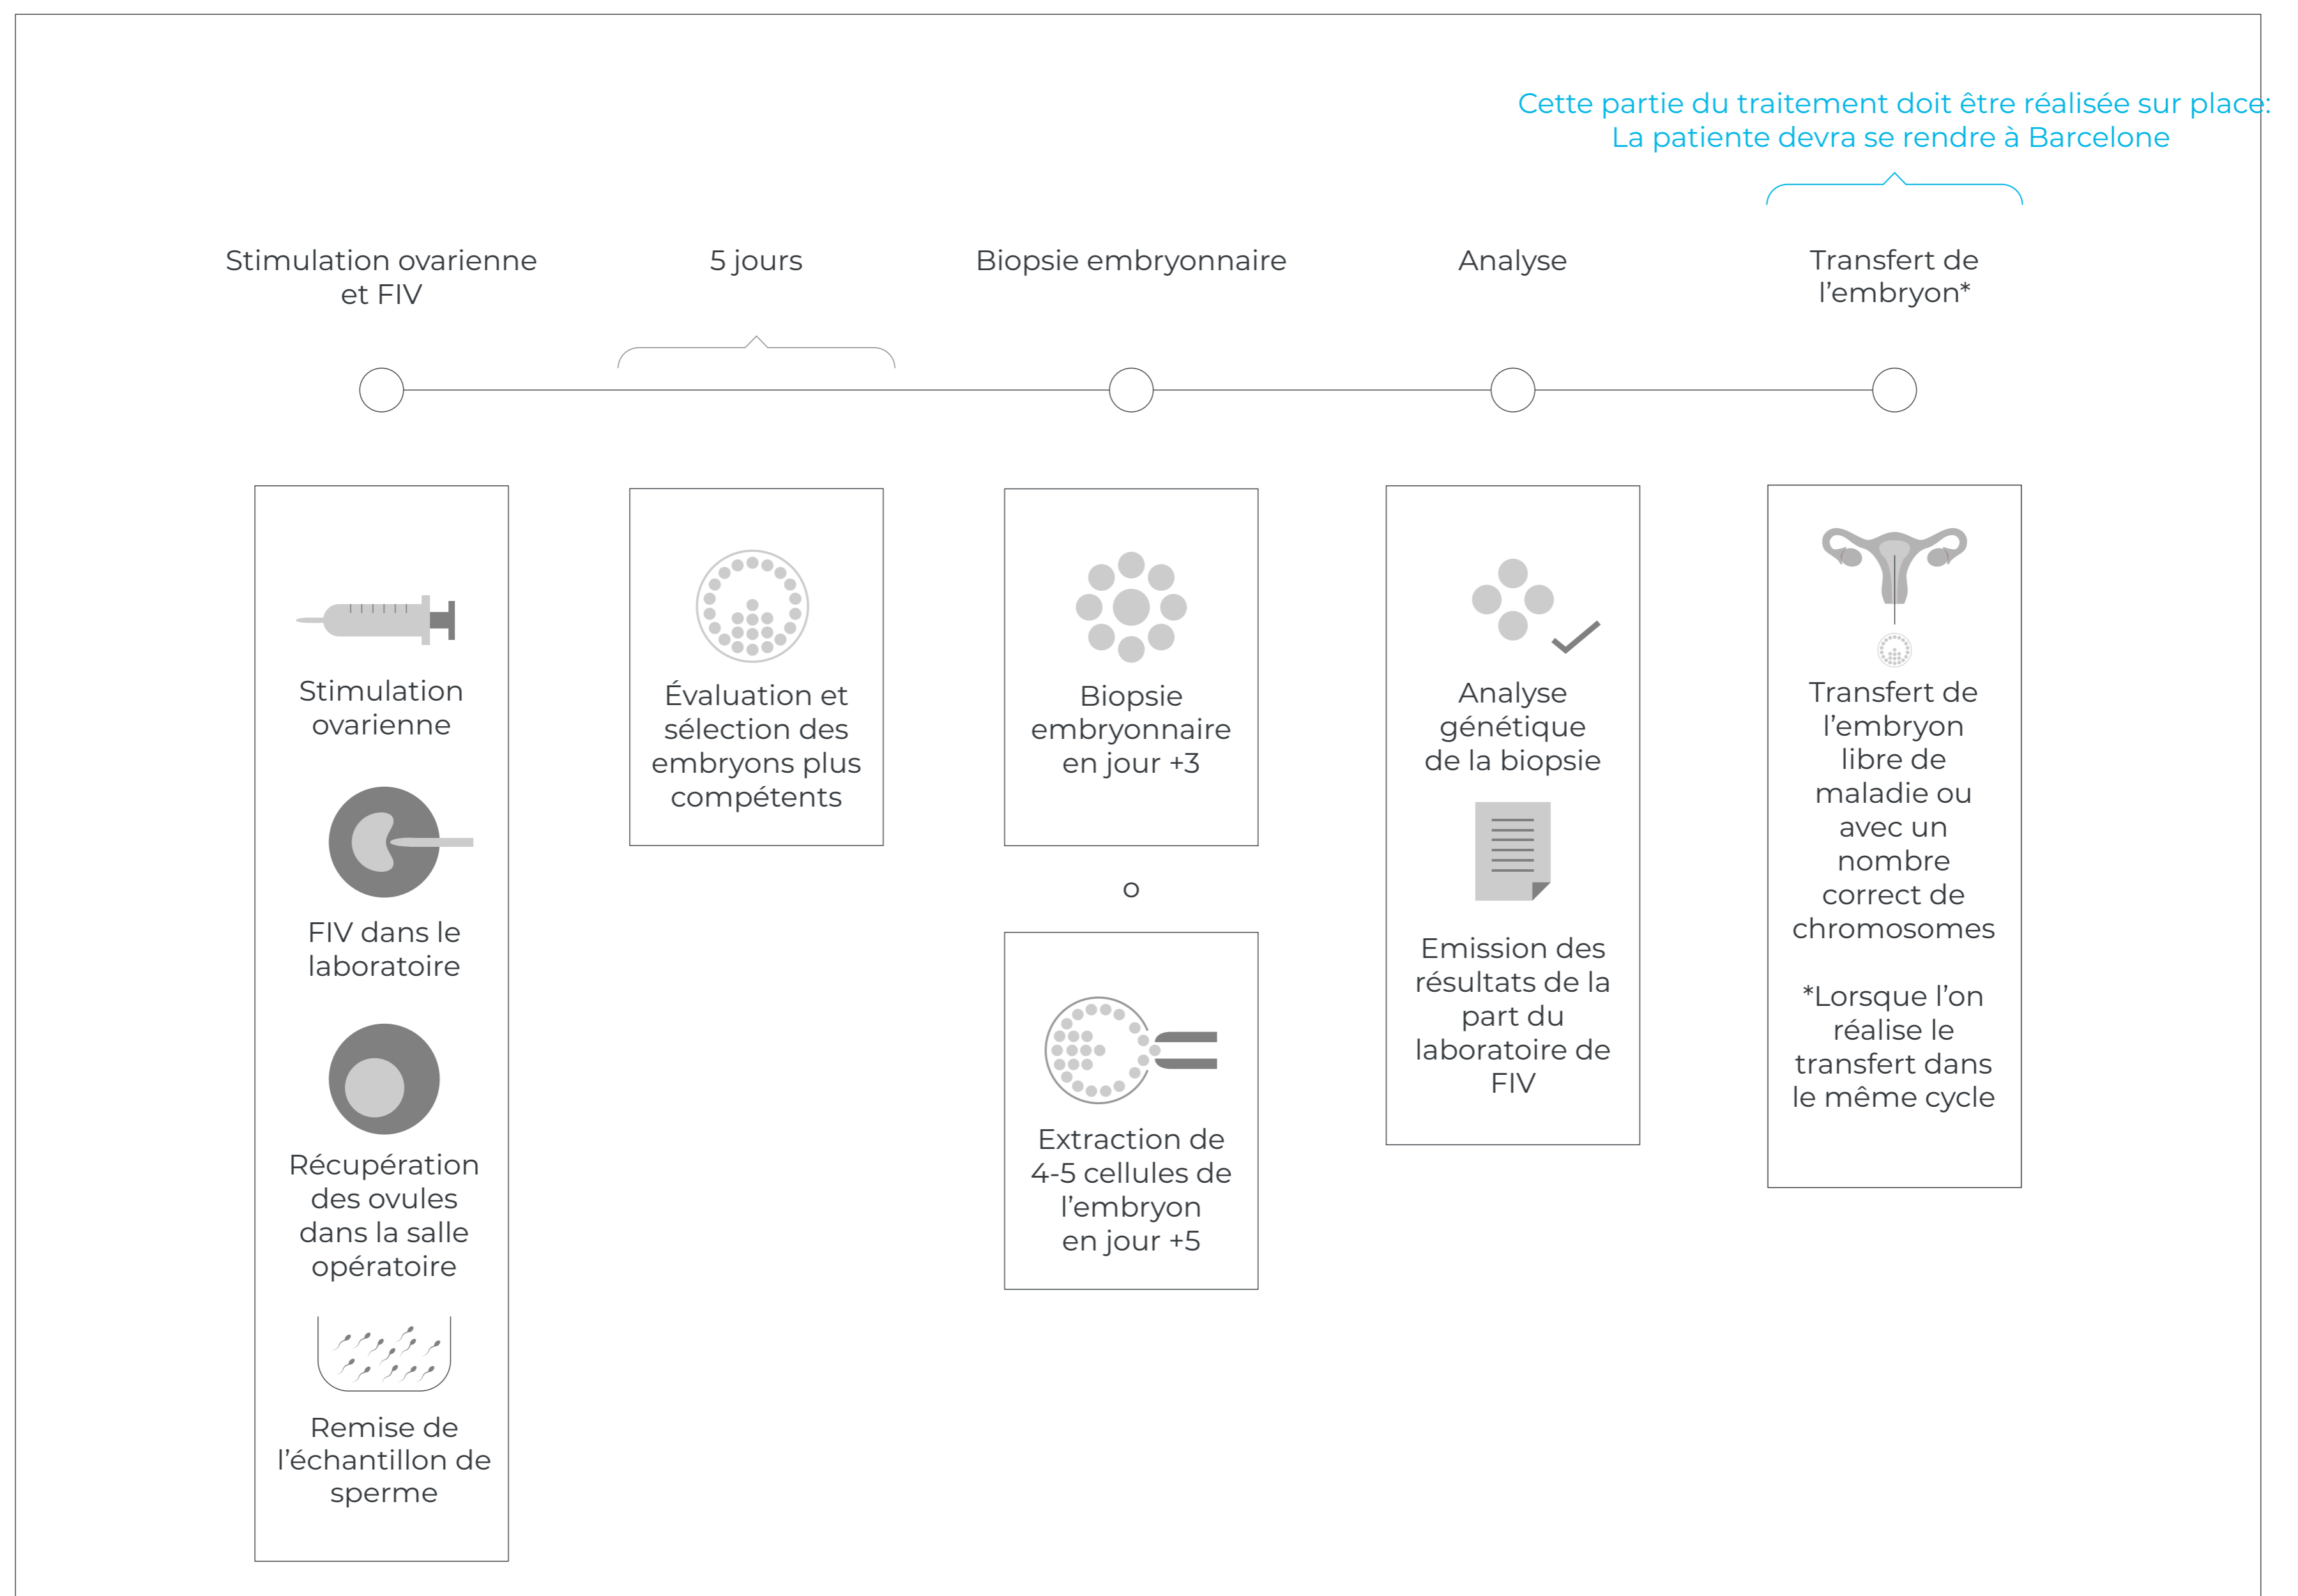 Cette partie du traitement doit être réalisée sur place:
La patiente devra se rendre à Barcelone
Stimulation ovarienne
et FIV
5 jours
Biopsie embryonnaire
Analyse
Transfert de
l’embryon*
Stimulation
ovarienne
FIV dans le
laboratoire
Récupération
des ovules
dans la salle
opératoire
Remise de
l’échantillon de
sperme
Évaluation et
sélection des
embryons plus
compétents
Biopsie
embryonnaire
en jour +3
o
Extraction de
4-5 cellules de
l’embryon
en jour +5
Analyse
génétique
de la biopsie
Emission des
résultats de la
part du
laboratoire de
FIV
Transfert de
l’embryon
libre de
maladie ou
avec un
nombre
correct de
chromosomes
*Lorsque l’on
réalise le
transfert dans
le même cycle